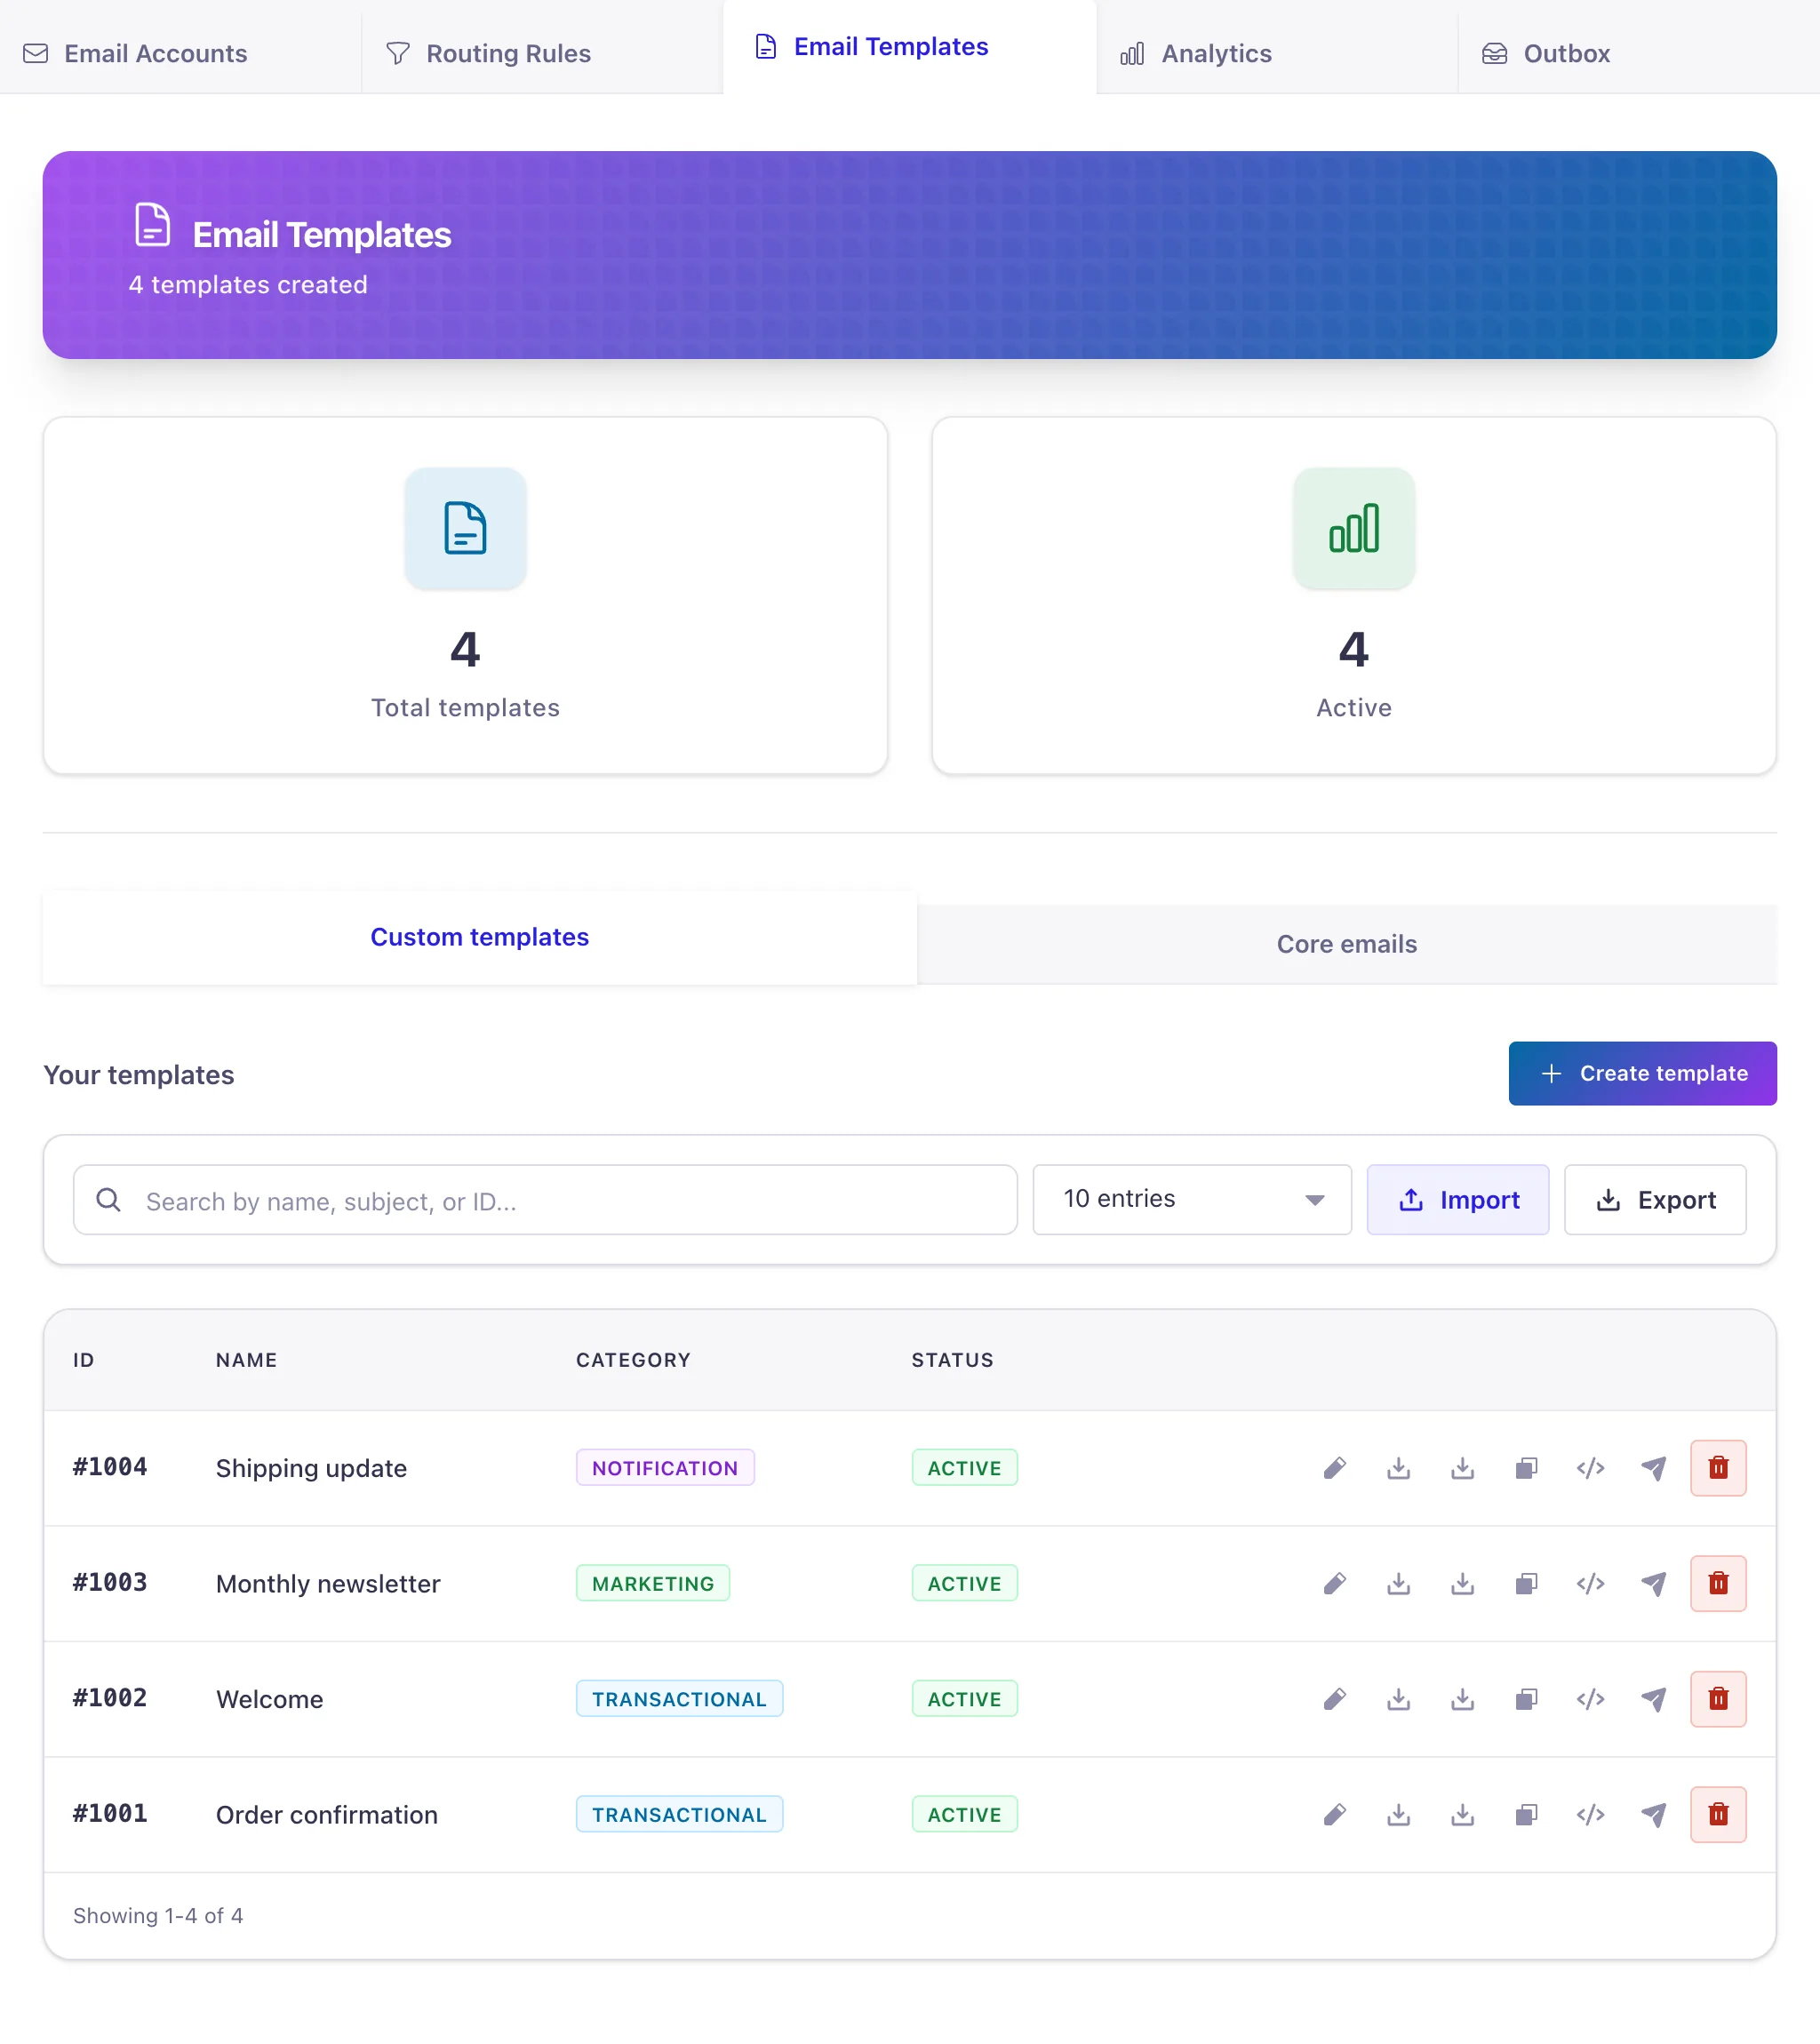 Email Accounts
Routing Rules
Email Templates
Analytics
Outbox
Email Templates
4 templates created
4
Total templates
4
Active
Custom templates
Core emails
Your templates
Create template
Search by name, subject, or ID...
10 entries
Import
Export
ID NAME CATEGORY STATUS
#1004 Shipping update NOTIFICATION ACTIVE
#1003 Monthly newsletter MARKETING ACTIVE
#1002 Welcome TRANSACTIONAL ACTIVE
#1001 Order confirmation TRANSACTIONAL ACTIVE
Showing 1-4 of 4